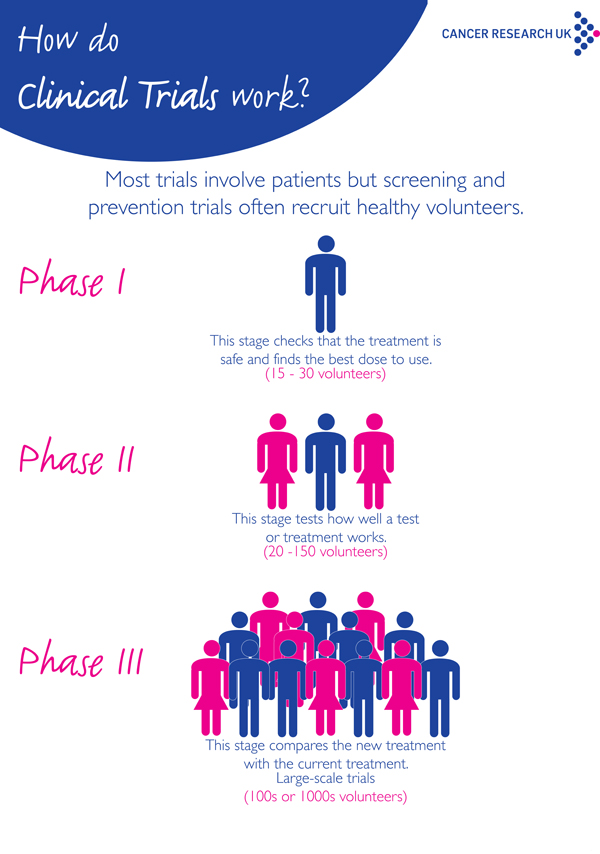 How do
CANCER RESEARCH UK
Clinical Trials work?
Most trials involve patients but screening and
prevention trials often recruit healthy volunteers.
Phase I
This stage checks that the treatment is
safe and finds the best dose to use.
(15 - 30 volunteers)
Phase II
This stage tests how well a test
or treatment works.
(20 -150 volunteers)
Phase III
This stage compares the new treatment
with the current treatment.
Large-scale trials
(100s or 1000s volunteers)